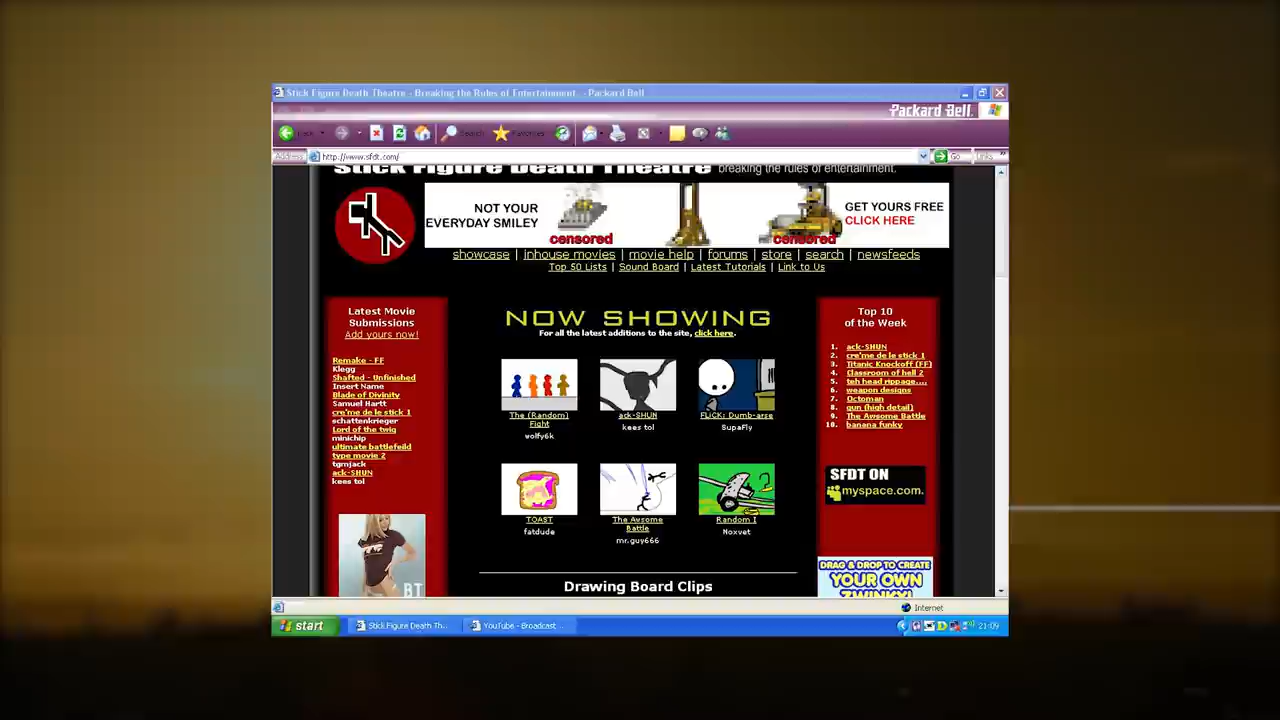 Stick Figure Death Theatre - Breaking the Rules of Entertainment. - Packard Bell
Packard Bell.
Back
Search
Favorites
Address
http://www.sfdt.com/
Go
Links
Stick Figure Death Theatre breaking the rules of entertainment.
NOT YOUR
EVERYDAY SMILEY
censored
censored
GET YOURS FREE
CLICK HERE
showcase | inhouse movies | movie help | forums | store | search | newsfeeds
Top 50 Lists | Sound Board | Latest Tutorials | Link to Us
Latest Movie
Submissions
Add yours now!
Remake - FF
Klegg
Shafted - Unfinished
Insert Name
Blade of Divinity
Samuel Hartt
cre'me de le stick 1
schattenkrieger
Lord of the twig
minichip
ultimate battlefeild
type movie 2
tgmjack
ack-SHUN
kees tol
BT
NOW SHOWING
For all the latest additions to the site, click here.
The (Random)
Fight
wolfy6k
ack-SHUN
kees tol
FLiCK: Dumb-arse
SupaFly
TOAST
fatdude
The Awsome
Battle
mr.guy666
Random I
Noxvet
Drawing Board Clips
Top 10
of the Week
1. ack-SHUN
2. cre'me de le stick 1
3. Titanic Knockoff (FF)
4. Classroom of hell 2
5. teh head rippage....
6. weapon designs
7. Octoman
8. gun (high detail)
9. The Awsome Battle
10. banana funky
SFDT ON
myspace.com.
DRAG & DROP TO CREATE
YOUR OWN
ZWINKY!
Internet
start
Stick Figure Death Th...
YouTube - Broadcast ...
21:09